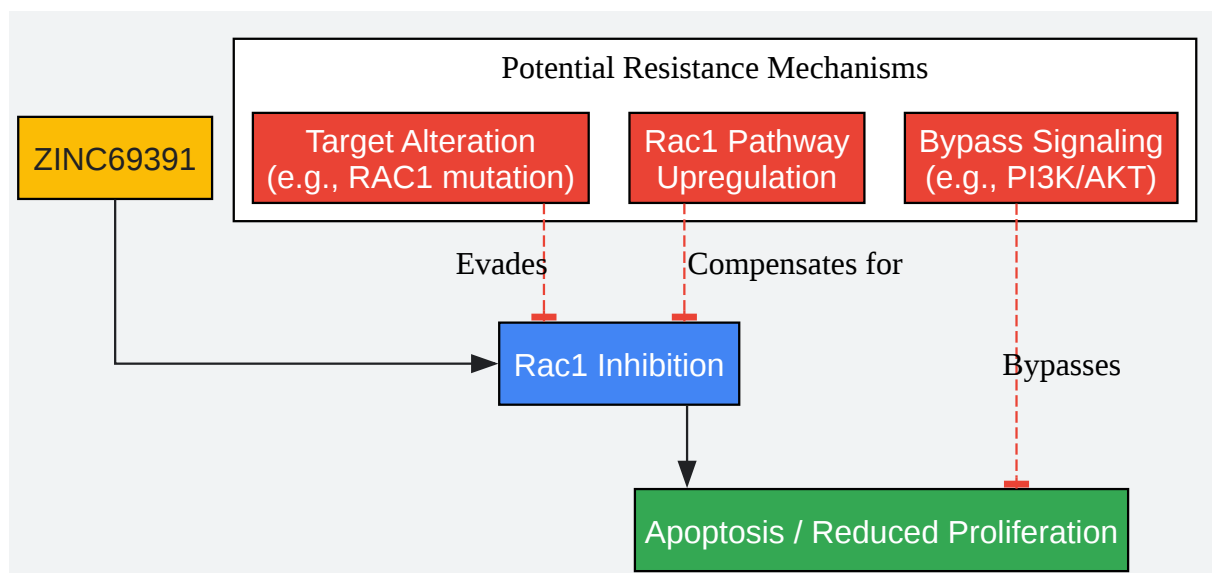 Potential Resistance Mechanisms
ZINC69391
Target Alteration
(e.g., RAC1 mutation)
Rac1 Pathway
Upregulation
Bypass Signaling
(e.g., PI3K/AKT)
Evades
Compensates for
Rac1 Inhibition
Bypasses
Apoptosis / Reduced Proliferation